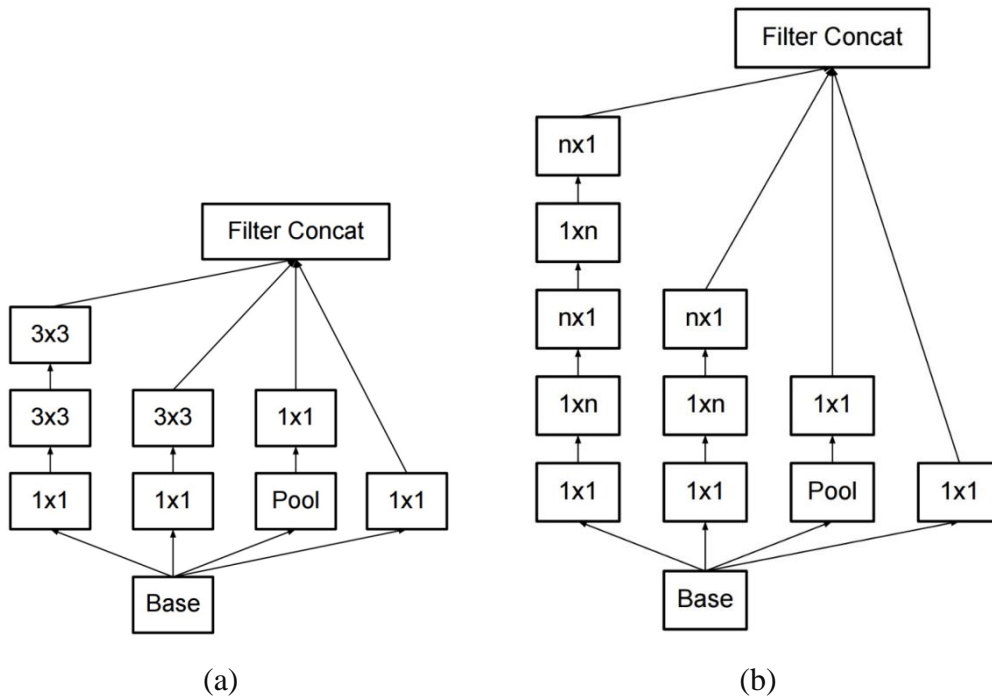 Filter Concat
3x3
3x3 3x3 1x1
1x1 1x1 Pool 1x1
Base
(a)
Filter Concat
nx1
1xn
nx1 nx1
1xn 1xn 1x1
1x1 1x1 Pool 1x1
Base
(b)